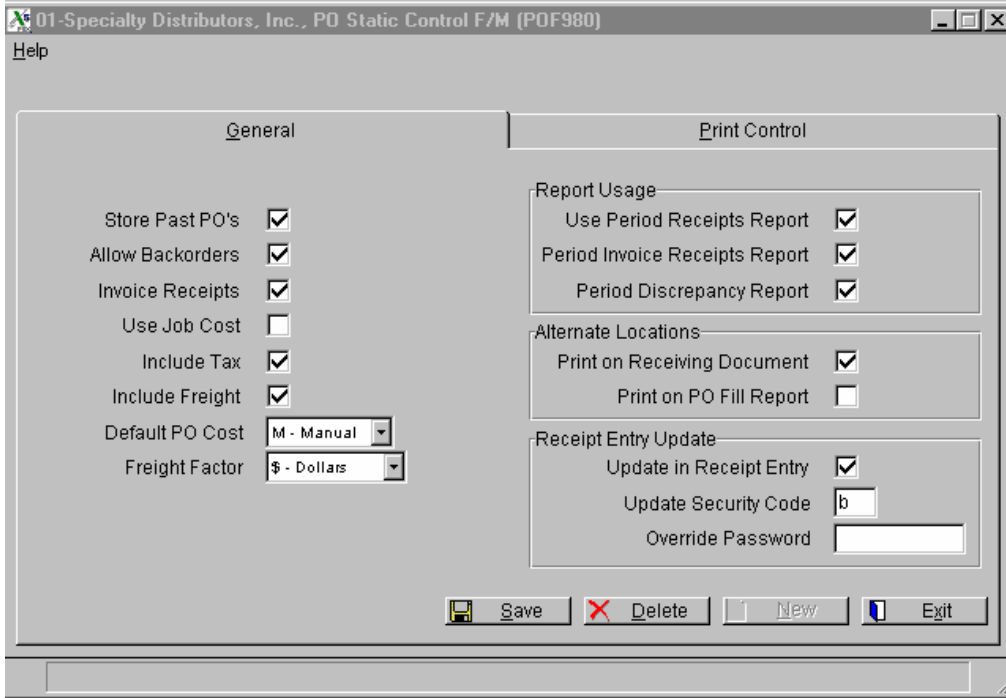 01-Specialty Distributors, Inc., PO Static Control F/M (POF980)
Help
General
Print Control
Store Past PO's
Allow Backorders
Invoice Receipts
Use Job Cost
Include Tax
Include Freight
Default PO Cost M - Manual
Freight Factor $ - Dollars
Report Usage
Use Period Receipts Report
Period Invoice Receipts Report
Period Discrepancy Report
Alternate Locations
Print on Receiving Document
Print on PO Fill Report
Receipt Entry Update
Update in Receipt Entry
Update Security Code b
Override Password
Save Delete New Exit